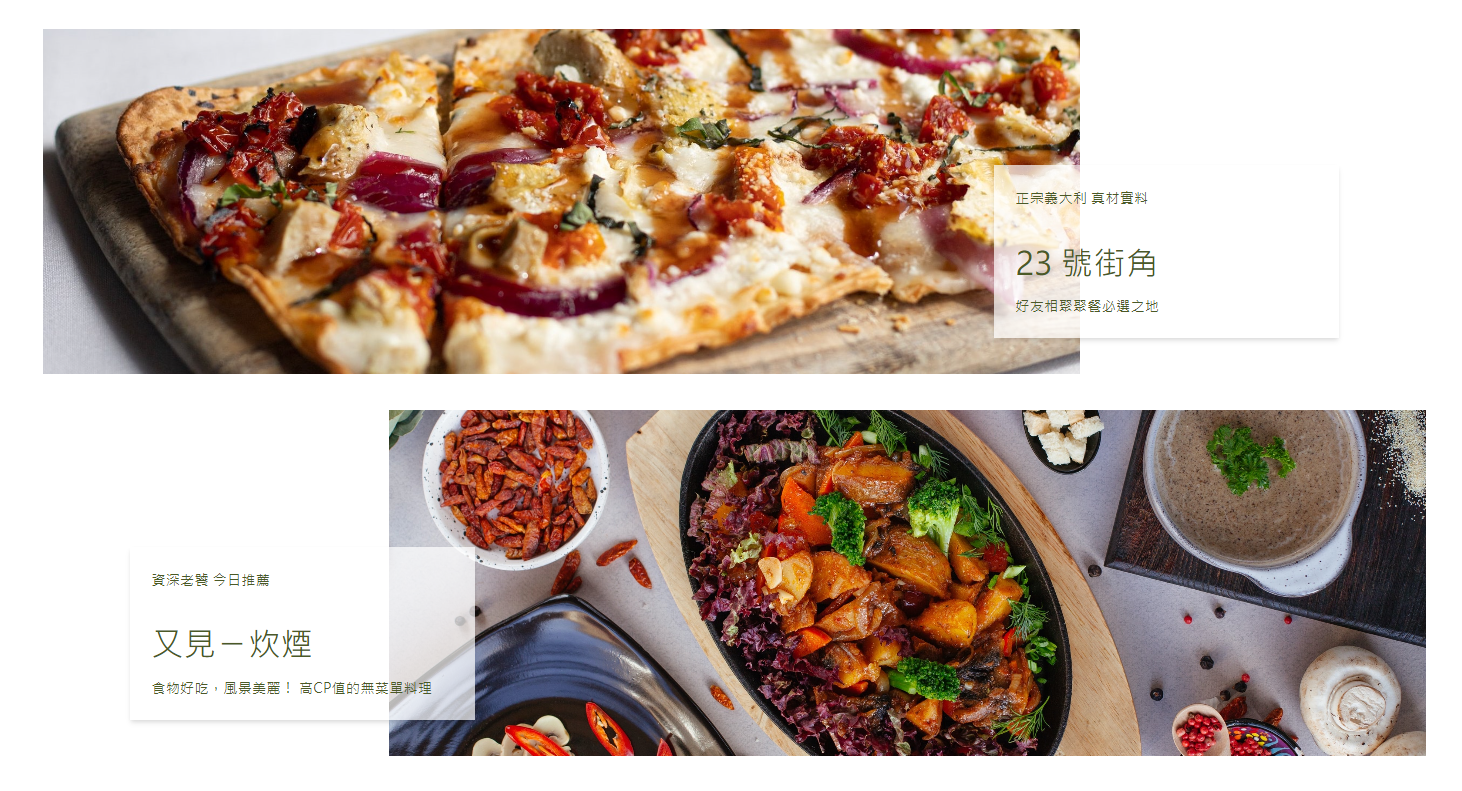 正宗義大利 真材實料
23 號街角
好友相聚聚餐必選之地
資深老饕 今日推薦
又見－炊煙
食物好吃，風景美麗！ 高CP值的無菜單料理